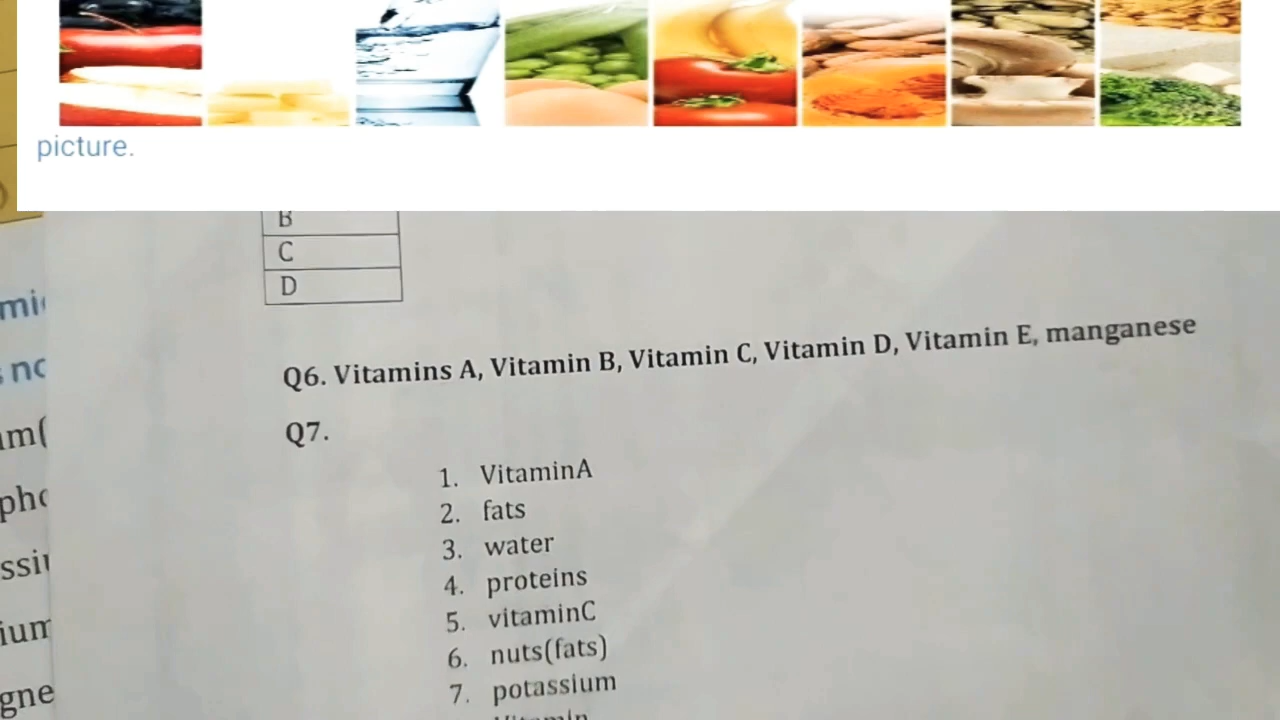 picture.
B
C
D
Q6. Vitamins A, Vitamin B, Vitamin C, Vitamin D, Vitamin E, manganese
Q7.
1. VitaminA
2. fats
3. water
4. proteins
5. vitaminC
6. nuts(fats)
7. potassium
Vitamin